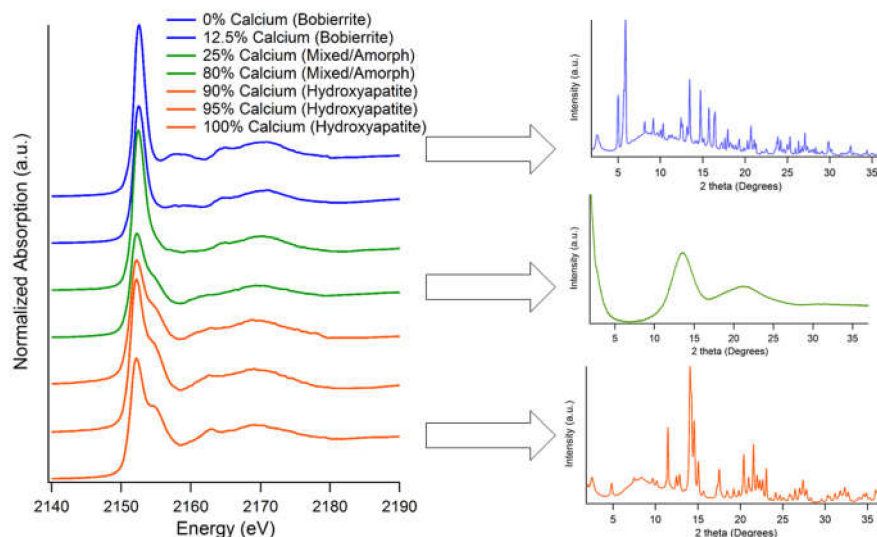 0% Calcium (Bobierrite)
12.5% Calcium (Bobierrite)
25% Calcium (Mixed/Amorph)
80% Calcium (Mixed/Amorph)
90% Calcium (Hydroxyapatite)
95% Calcium (Hydroxyapatite)
100% Calcium (Hydroxyapatite)
Normalized Absorption (a.u.)
2140 2150 2160 2170 2180 2190
Energy (eV)
Intensity (a.u.)
5 10 15 20 25 30 35
2 theta (Degrees)
Intensity (a.u.)
5 10 15 20 25 30 35
2 theta (Degrees)
Intensity (a.u.)
5 10 15 20 25 30 35
2 theta (Degrees)